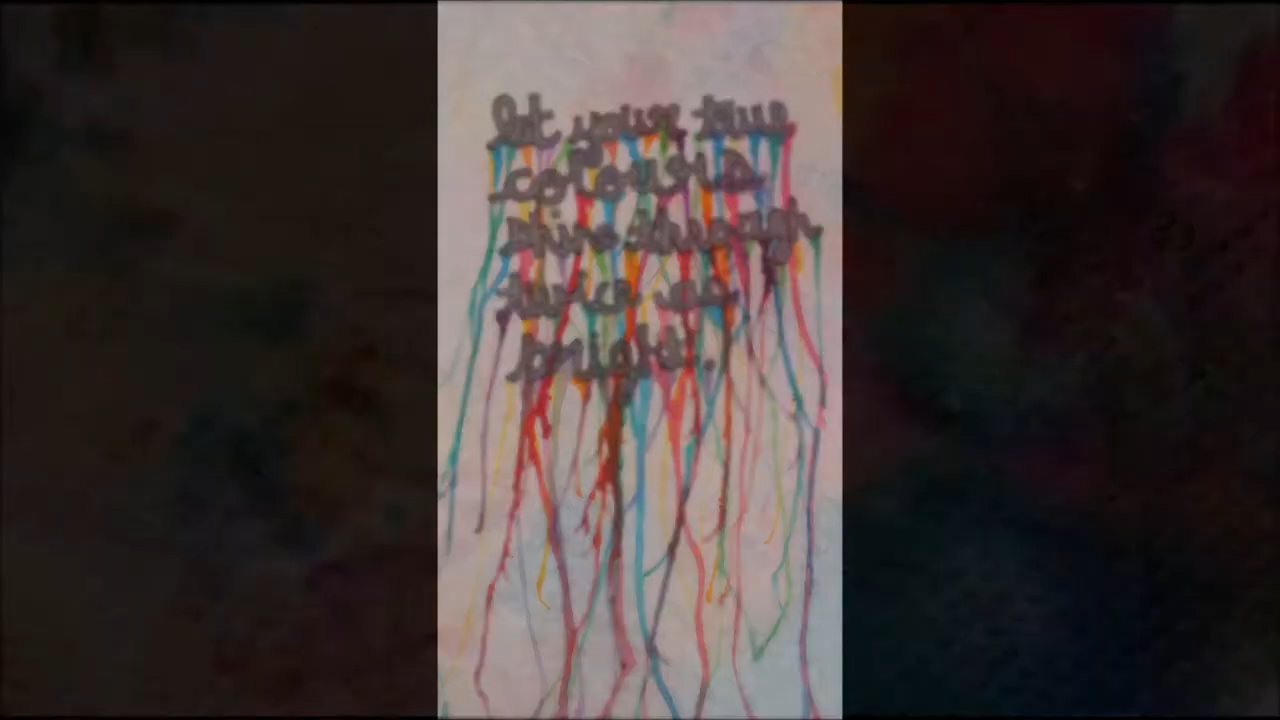 let your true
colours
shine through
twice as
bright.